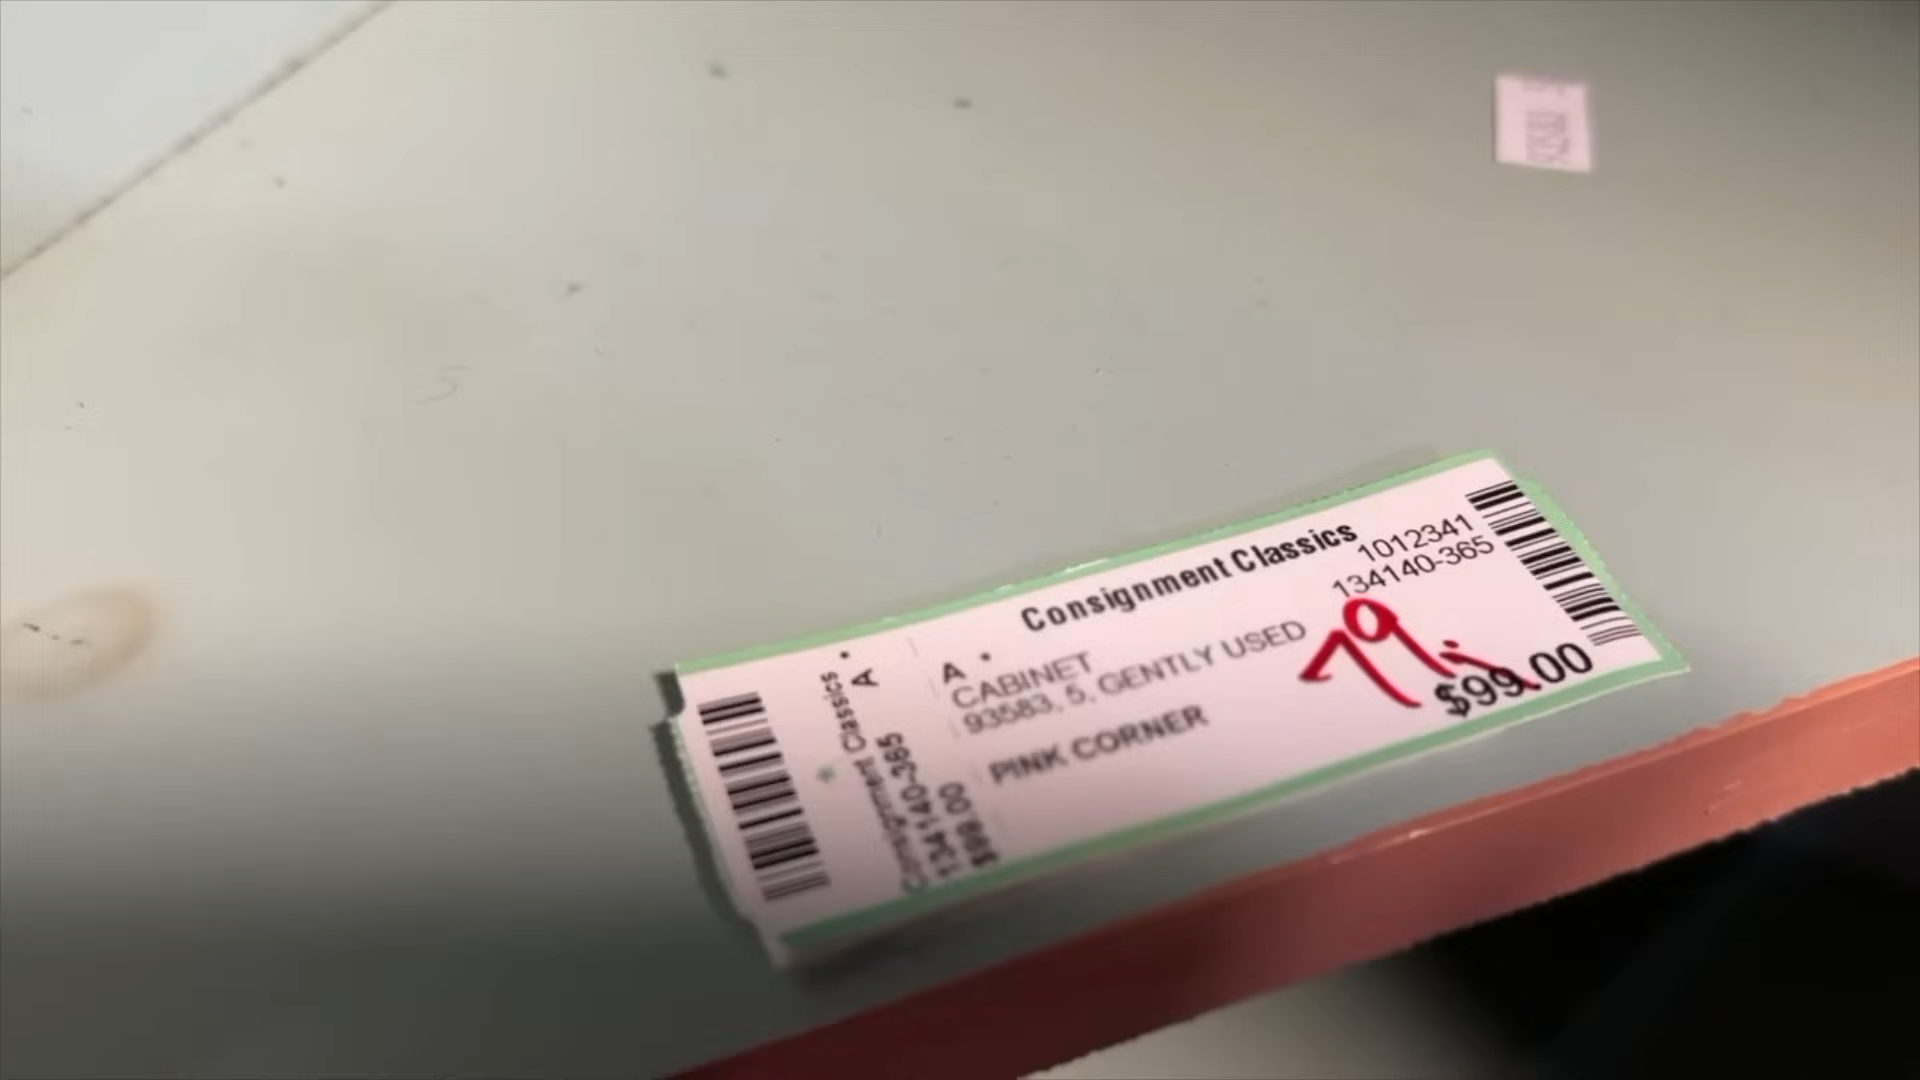 Consignment Classics
1012341
134140-365
A •
CABINET
93583, 5, GENTLY USED
79.
$99.00
PINK CORNER
A •
Consignment Classics
134140-365
$99.00